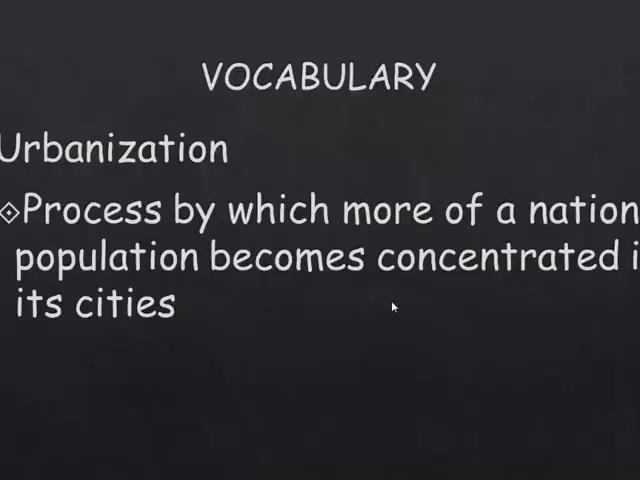 VOCABULARY
Urbanization
Process by which more of a nation
population becomes concentrated i
its cities